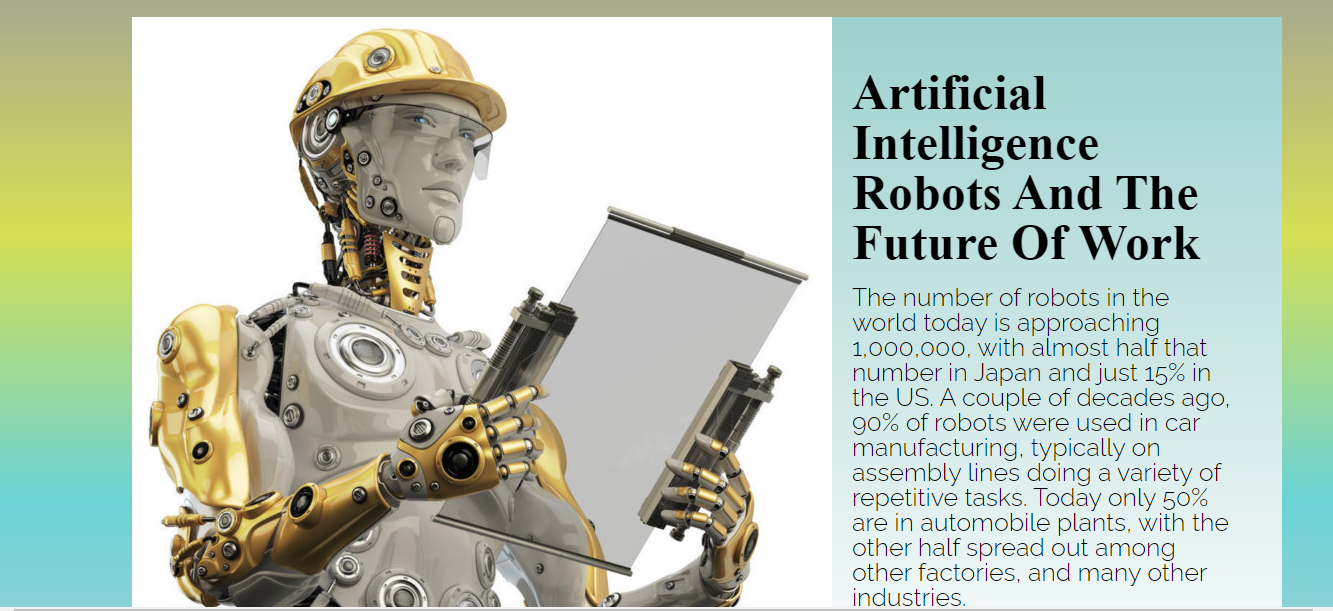 Artificial
Intelligence
Robots And The
Future Of Work
The number of robots in the
world today is approaching
1,000,000, with almost half that
number in Japan and just 15% in
the US. A couple of decades ago,
90% of robots were used in car
manufacturing, typically on
assembly lines doing a variety of
repetitive tasks. Today only 50%
are in automobile plants, with the
other half spread out among
other factories, and many other
industries.